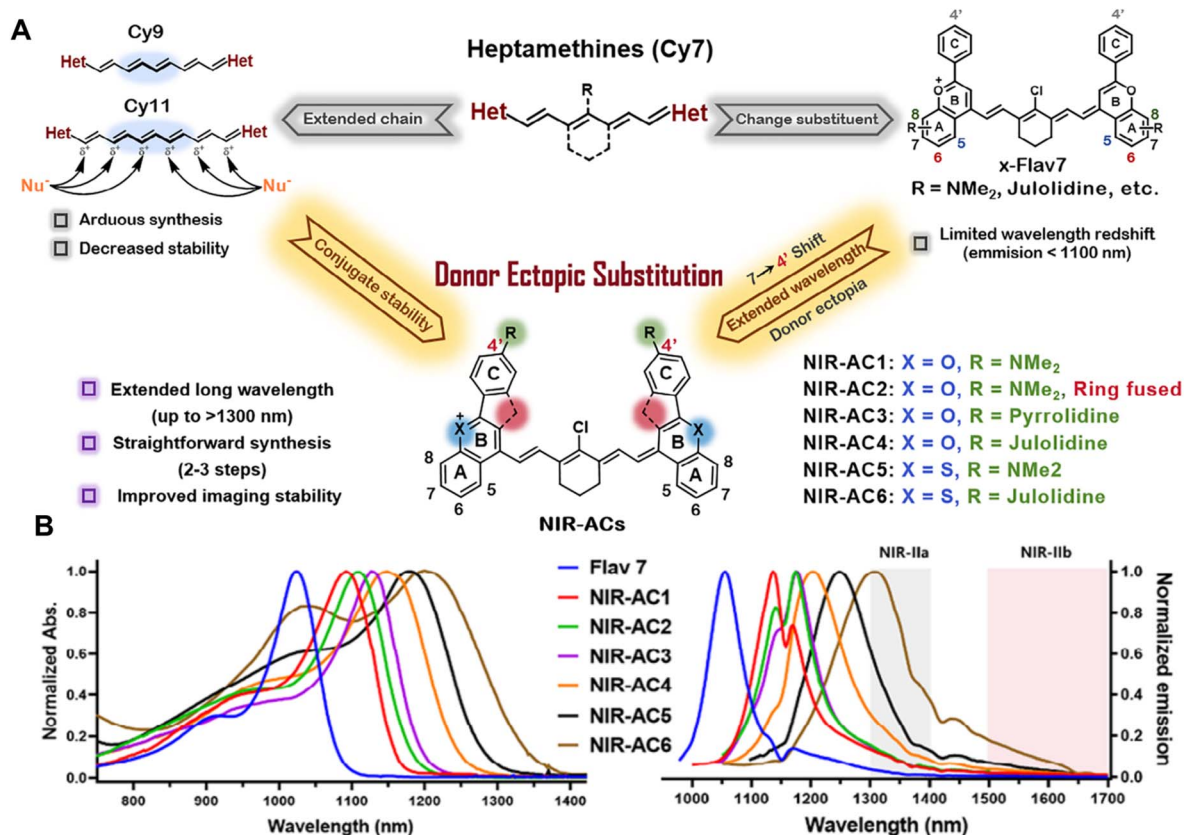 A
Cy9
Het Het
Cy11
Het Het
δ⁺ δ⁺ δ⁺ δ⁺ δ⁺ δ⁺
Nu⁻ Nu⁻
Arduous synthesis
Decreased stability
Extended chain
Heptamethines (Cy7)
R
Het Het
Change substituent
4' 4'
C C
O⁺ B Cl B O
8 8
R A A R
7 5 5 7
6 6
x-Flav7
R = NMe₂, Julolidine, etc.
Limited wavelength redshift
(emmision < 1100 nm)
Conjugate stability
Donor Ectopic Substitution
7→4' Shift
Extended wavelength
Donor ectopia
Extended long wavelength
(up to >1300 nm)
Straightforward synthesis
(2-3 steps)
Improved imaging stability
R R
4' 4'
C C
X⁺ B Cl B X
8 A A 8
7 5 5 7
6 6
NIR-ACs
NIR-AC1: X = O, R = NMe₂
NIR-AC2: X = O, R = NMe₂, Ring fused
NIR-AC3: X = O, R = Pyrrolidine
NIR-AC4: X = O, R = Julolidine
NIR-AC5: X = S, R = NMe2
NIR-AC6: X = S, R = Julolidine
B
Normalized Abs.
1.0
0.8
0.6
0.4
0.2
0.0
800 900 1000 1100 1200 1300 1400
Wavelength (nm)
Flav 7
NIR-AC1
NIR-AC2
NIR-AC3
NIR-AC4
NIR-AC5
NIR-AC6
NIR-IIa NIR-IIb
1.0
0.8
0.6
0.4
0.2
0.0
Normalized emission
1000 1100 1200 1300 1400 1500 1600 1700
Wavelength (nm)